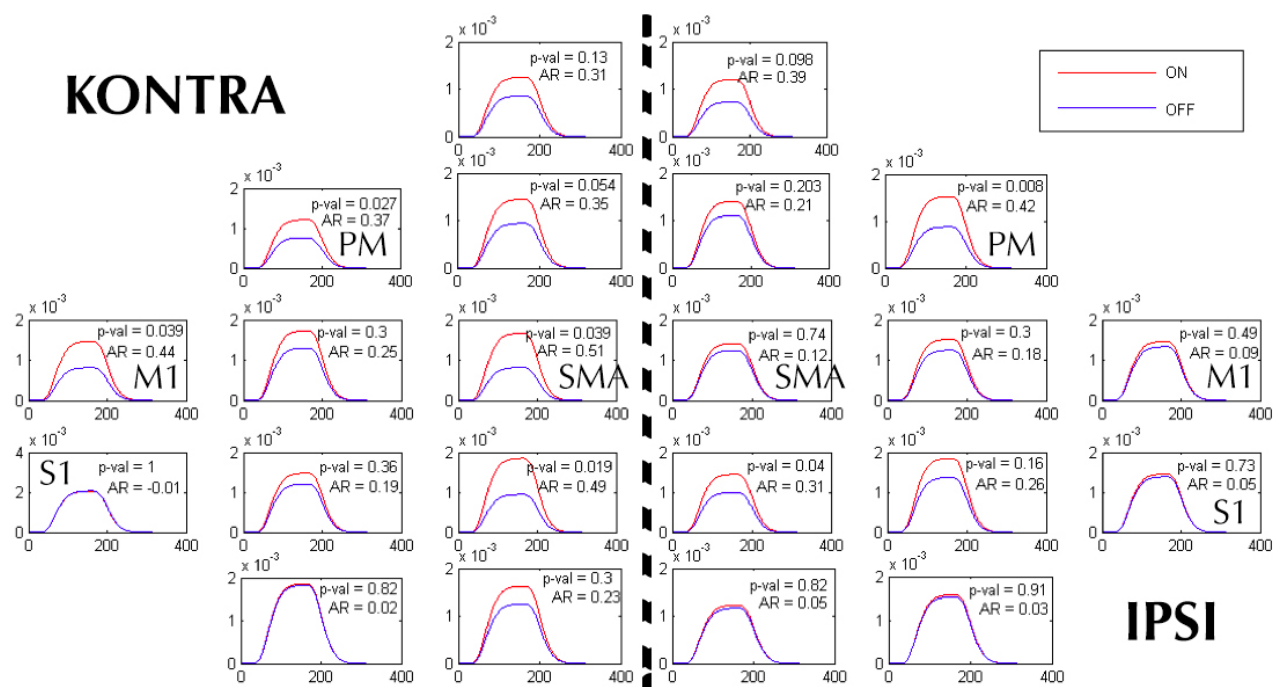 KONTRA
x 10⁻³
2
1
0
0 200 400
p-val = 0.13
AR = 0.31
x 10⁻³
2
1
0
0 200 400
p-val = 0.098
AR = 0.39
ON
OFF
x 10⁻³
2
1
0
0 200 400
p-val = 0.027
AR = 0.37
PM
x 10⁻³
2
1
0
0 200 400
p-val = 0.054
AR = 0.35
x 10⁻³
2
1
0
0 200 400
p-val = 0.203
AR = 0.21
x 10⁻³
2
1
0
0 200 400
p-val = 0.008
AR = 0.42
PM
x 10⁻³
2
1
0
0 200 400
p-val = 0.039
AR = 0.44
M1
x 10⁻³
2
1
0
0 200 400
p-val = 0.3
AR = 0.25
x 10⁻³
2
1
0
0 200 400
p-val = 0.039
AR = 0.51
SMA
x 10⁻³
2
1
0
0 200 400
p-val = 0.74
AR = 0.12
SMA
x 10⁻³
2
1
0
0 200 400
p-val = 0.3
AR = 0.18
x 10⁻³
2
1
0
0 200 400
p-val = 0.49
AR = 0.09
M1
x 10⁻³
4
2
0
0 200 400
S1
p-val = 1
AR = -0.01
x 10⁻³
2
1
0
0 200 400
p-val = 0.36
AR = 0.19
x 10⁻³
2
1
0
0 200 400
p-val = 0.019
AR = 0.49
x 10⁻³
2
1
0
0 200 400
p-val = 0.04
AR = 0.31
x 10⁻³
2
1
0
0 200 400
p-val = 0.16
AR = 0.26
x 10⁻³
2
1
0
0 200 400
p-val = 0.73
AR = 0.05
S1
x 10⁻³
2
1
0
0 200 400
p-val = 0.82
AR = 0.02
x 10⁻³
2
1
0
0 200 400
p-val = 0.3
AR = 0.23
x 10⁻³
2
1
0
0 200 400
p-val = 0.82
AR = 0.05
x 10⁻³
2
1
0
0 200 400
p-val = 0.91
AR = 0.03
IPSI